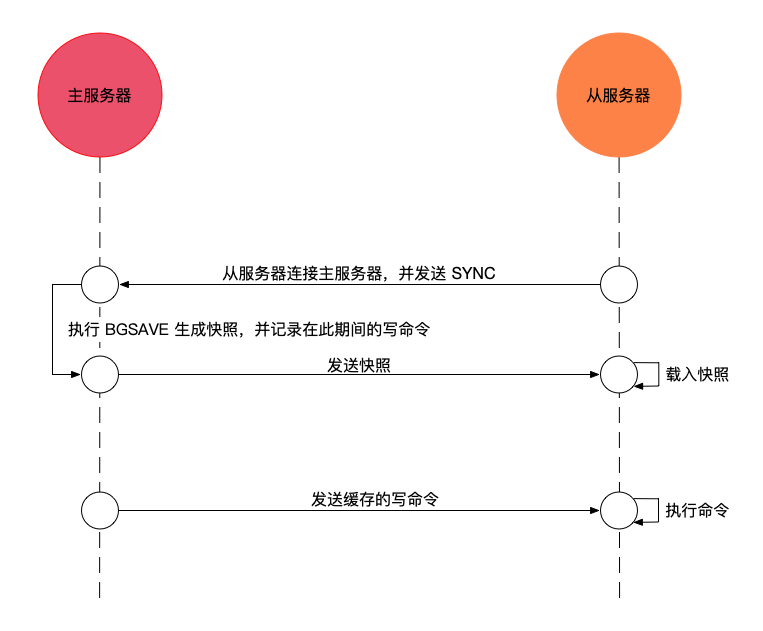 主服务器
从服务器
从服务器连接主服务器，并发送 SYNC
执行 BGSAVE 生成快照，并记录在此期间的写命令
发送快照
载入快照
发送缓存的写命令
执行命令